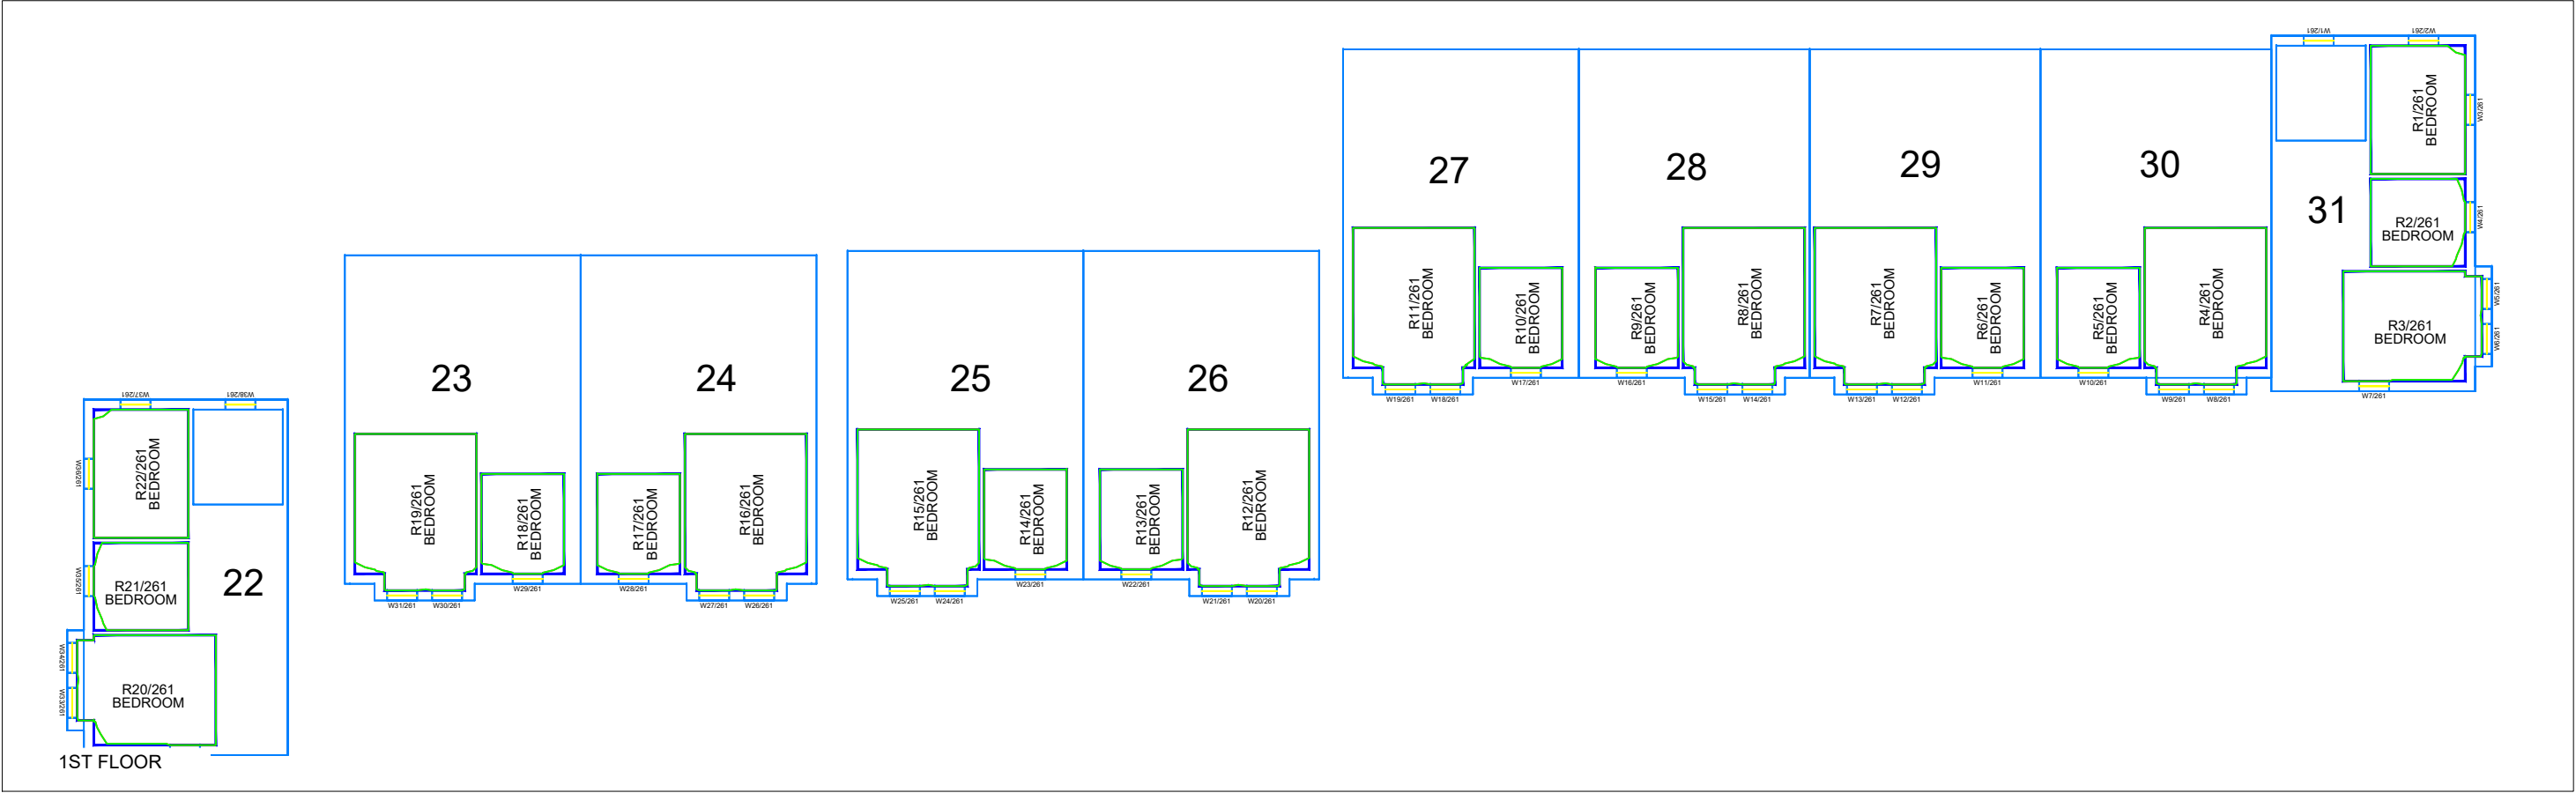 W1/261
W2/261
R1/261
BEDROOM
W3/261
27
28
29
30
31
R2/261
BEDROOM
W4/261
R11/261
BEDROOM
R10/261
BEDROOM
R9/261
BEDROOM
R8/261
BEDROOM
R7/261
BEDROOM
R6/261
BEDROOM
R5/261
BEDROOM
R4/261
BEDROOM
R3/261
BEDROOM
W5/261
W6/261
W19/261
W18/261
W17/261
W16/261
W15/261
W14/261
W13/261
W12/261
W11/261
W10/261
W9/261
W8/261
W7/261
23
24
25
26
W37/261
W38/261
R22/261
BEDROOM
W36/261
R19/261
BEDROOM
R18/261
BEDROOM
R17/261
BEDROOM
R16/261
BEDROOM
R15/261
BEDROOM
R14/261
BEDROOM
R13/261
BEDROOM
R12/261
BEDROOM
W35/261
R21/261
BEDROOM
22
W31/261
W30/261
W29/261
W28/261
W27/261
W26/261
W25/261
W24/261
W23/261
W22/261
W21/261
W20/261
W34/261
W33/261
R20/261
BEDROOM
1ST FLOOR